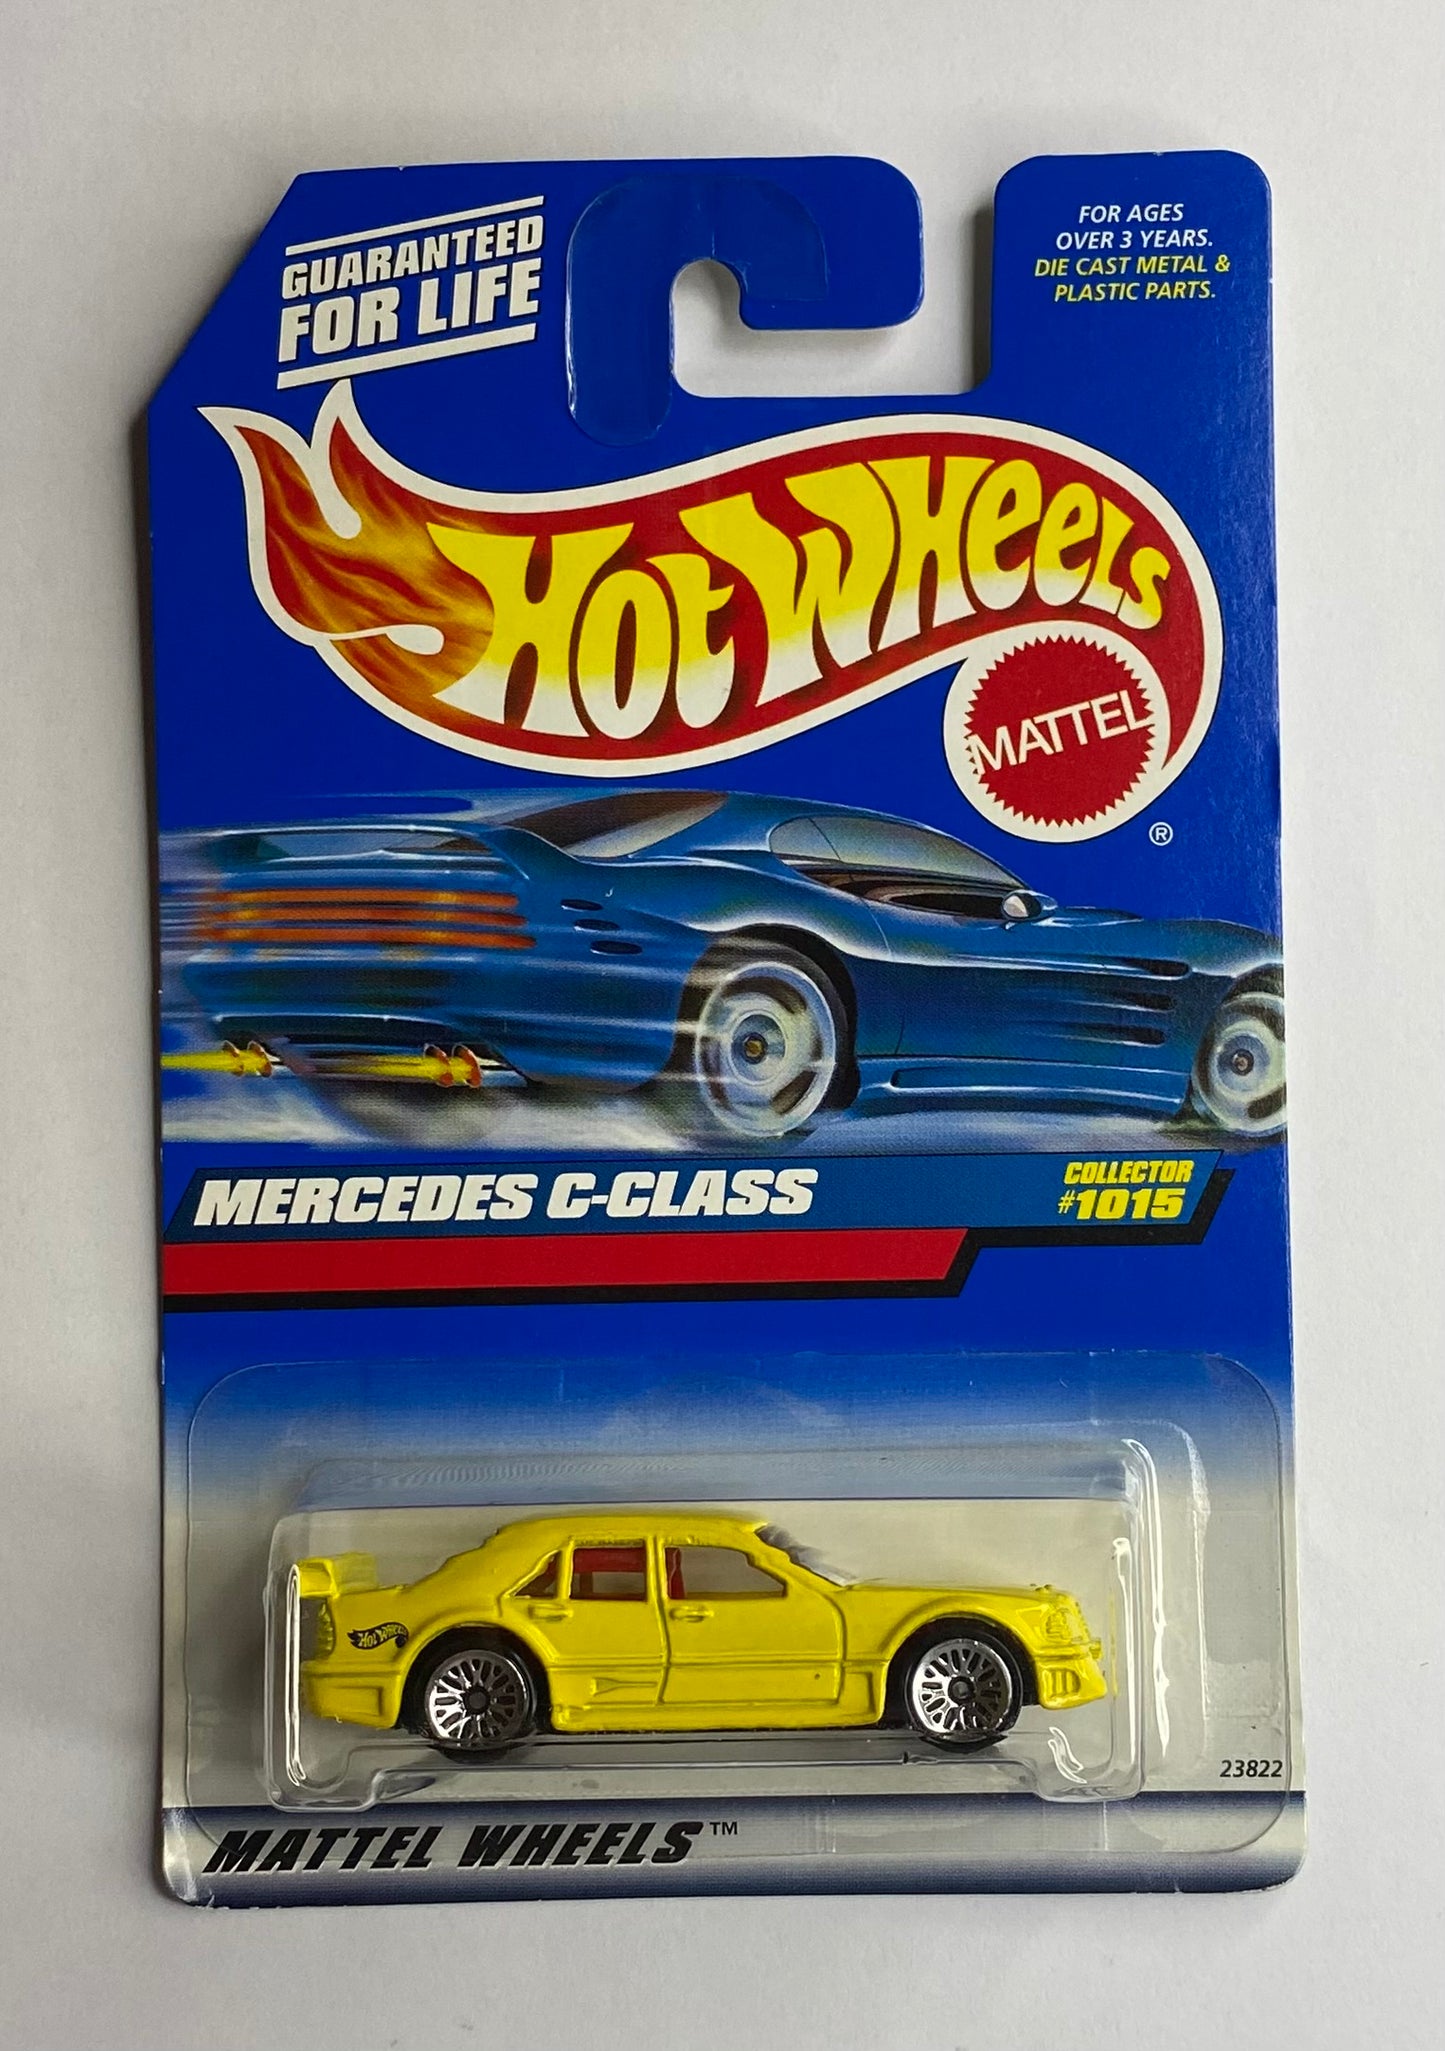 GUARANTEED
FOR LIFE
FOR AGES
OVER 3 YEARS.
DIE CAST METAL &
PLASTIC PARTS.
HOT WHEELS
MATTEL
®
MERCEDES C-CLASS
COLLECTOR
#1015
HOT WHEELS
23822
MATTEL WHEELS™